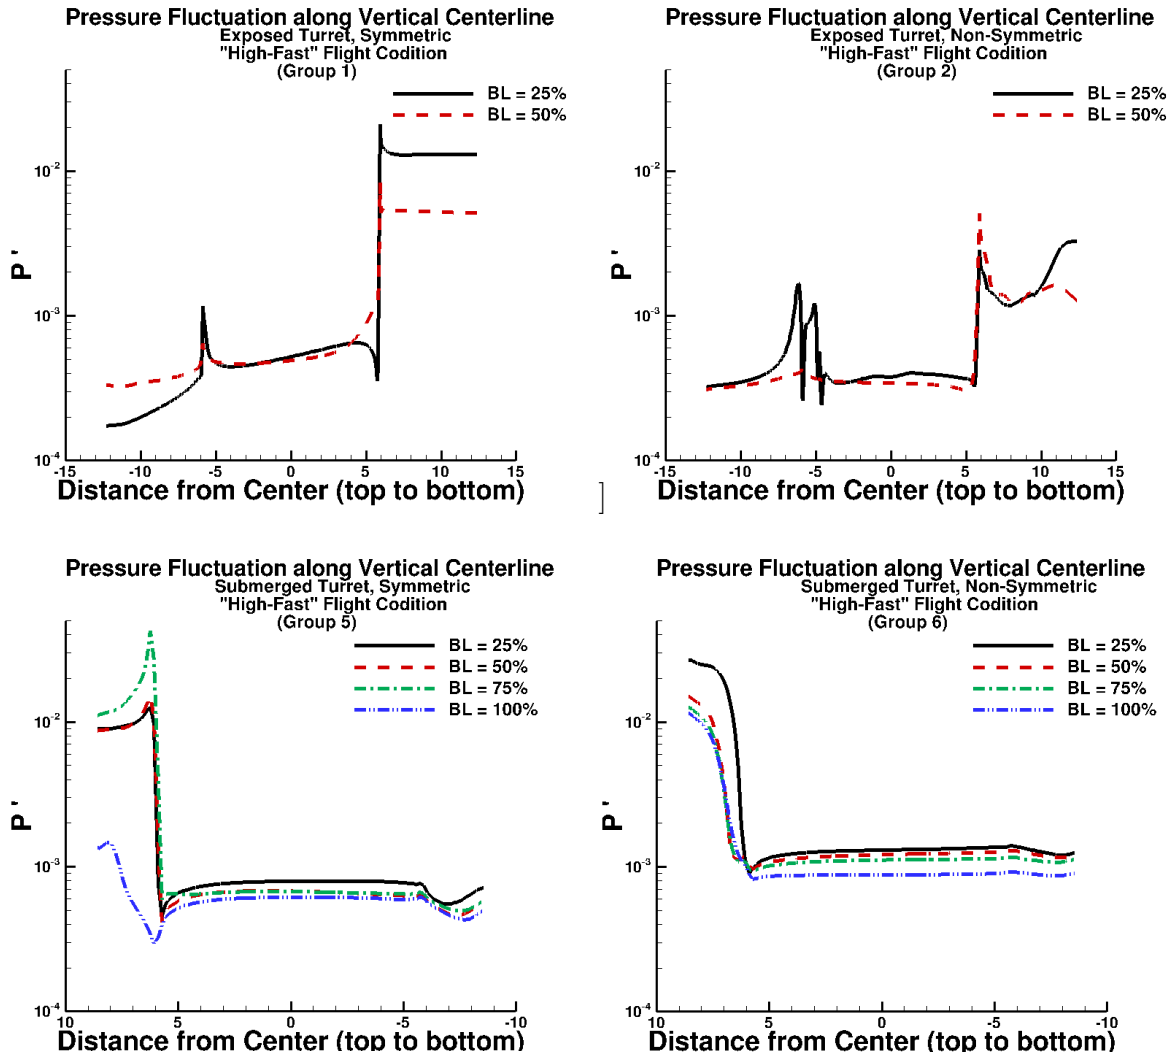 Pressure Fluctuation along Vertical Centerline
Exposed Turret, Symmetric
"High-Fast" Flight Codition
(Group 1)
BL = 25%
BL = 50%
10-2
10-3
10-4
P '
-15 -10 -5 0 5 10 15
Distance from Center (top to bottom)
Pressure Fluctuation along Vertical Centerline
Exposed Turret, Non-Symmetric
"High-Fast" Flight Codition
(Group 2)
BL = 25%
BL = 50%
10-2
10-3
10-4
P '
-15 -10 -5 0 5 10 15
Distance from Center (top to bottom)
]
Pressure Fluctuation along Vertical Centerline
Submerged Turret, Symmetric
"High-Fast" Flight Codition
(Group 5)
BL = 25%
BL = 50%
BL = 75%
BL = 100%
10-2
10-3
10-4
P '
10 5 0 -5 -10
Distance from Center (top to bottom)
Pressure Fluctuation along Vertical Centerline
Submerged Turret, Non-Symmetric
"High-Fast" Flight Codition
(Group 6)
BL = 25%
BL = 50%
BL = 75%
BL = 100%
10-2
10-3
10-4
P '
10 5 0 -5 -10
Distance from Center (top to bottom)